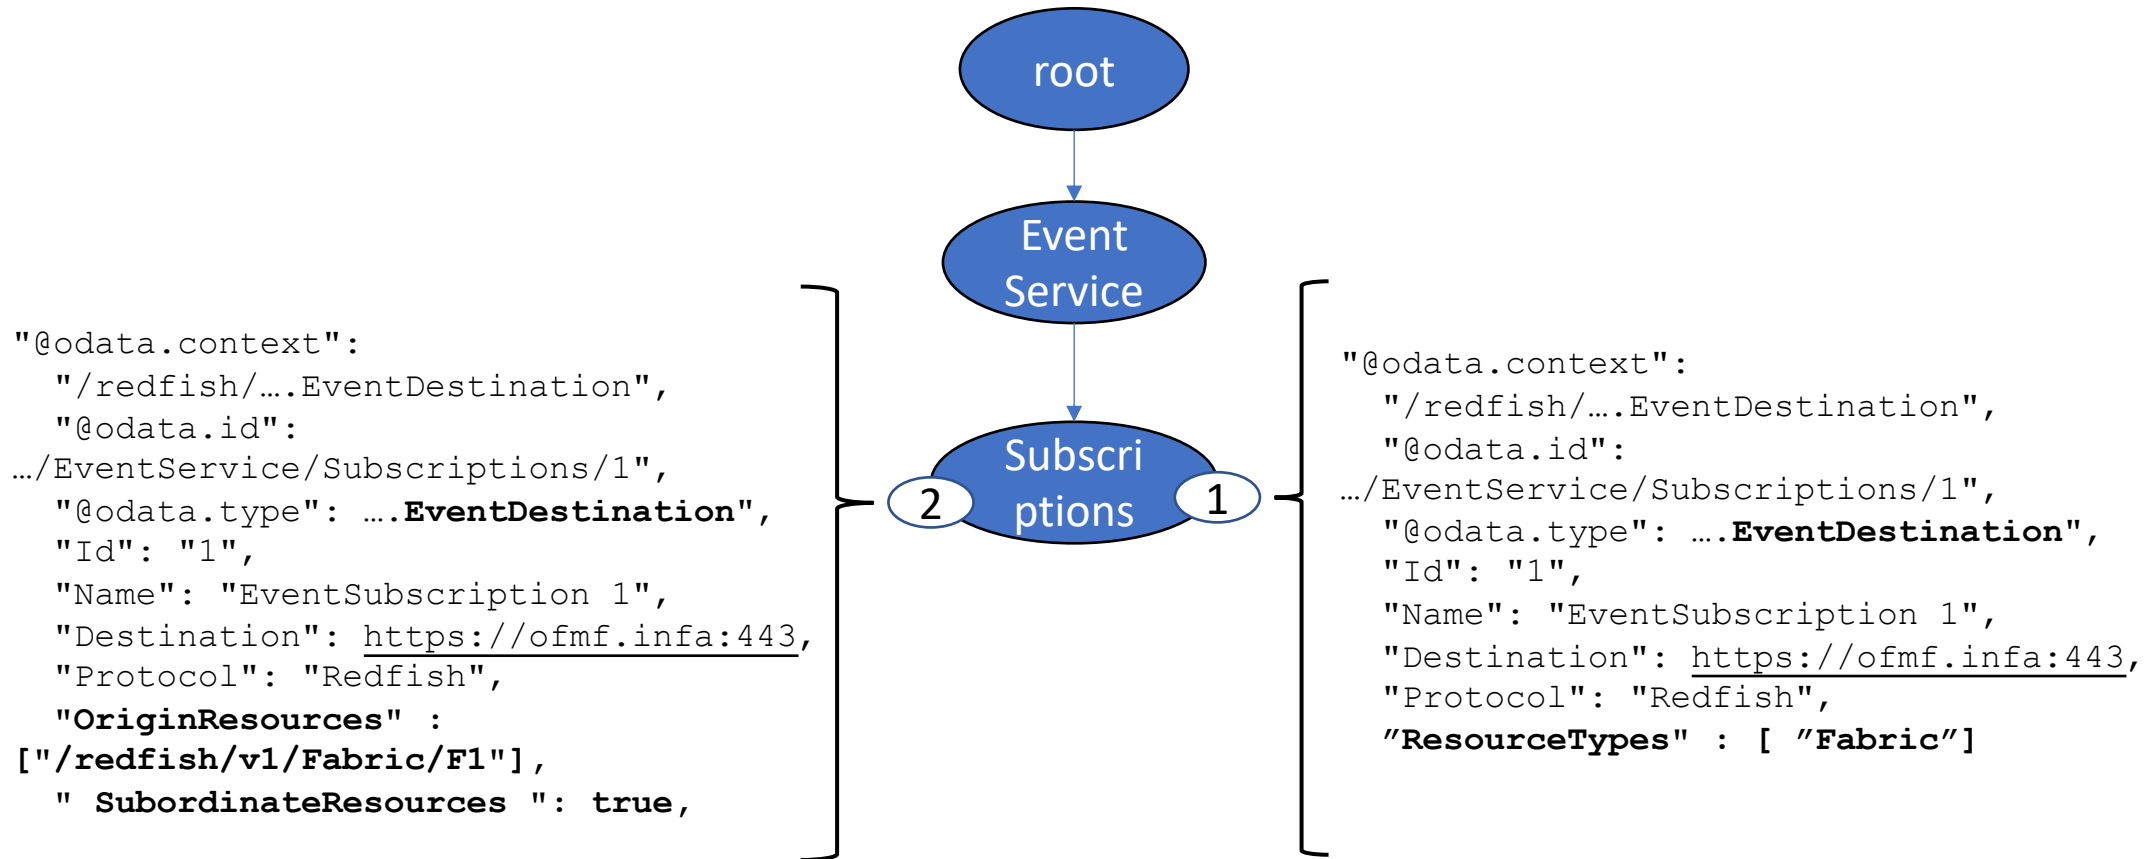 root
Event
Service
Subscri
ptions
2
1
"@odata.context":
"/redfish/….EventDestination",
"@odata.id":
…/EventService/Subscriptions/1",
"@odata.type": ….EventDestination",
"Id": "1",
"Name": "EventSubscription 1",
"Destination": https://ofmf.infa:443,
"Protocol": "Redfish",
"OriginResources" :
["/redfish/v1/Fabric/F1"],
" SubordinateResources ": true,
"@odata.context":
"/redfish/….EventDestination",
"@odata.id":
…/EventService/Subscriptions/1",
"@odata.type": ….EventDestination",
"Id": "1",
"Name": "EventSubscription 1",
"Destination": https://ofmf.infa:443,
"Protocol": "Redfish",
”ResourceTypes" : [ ”Fabric”]